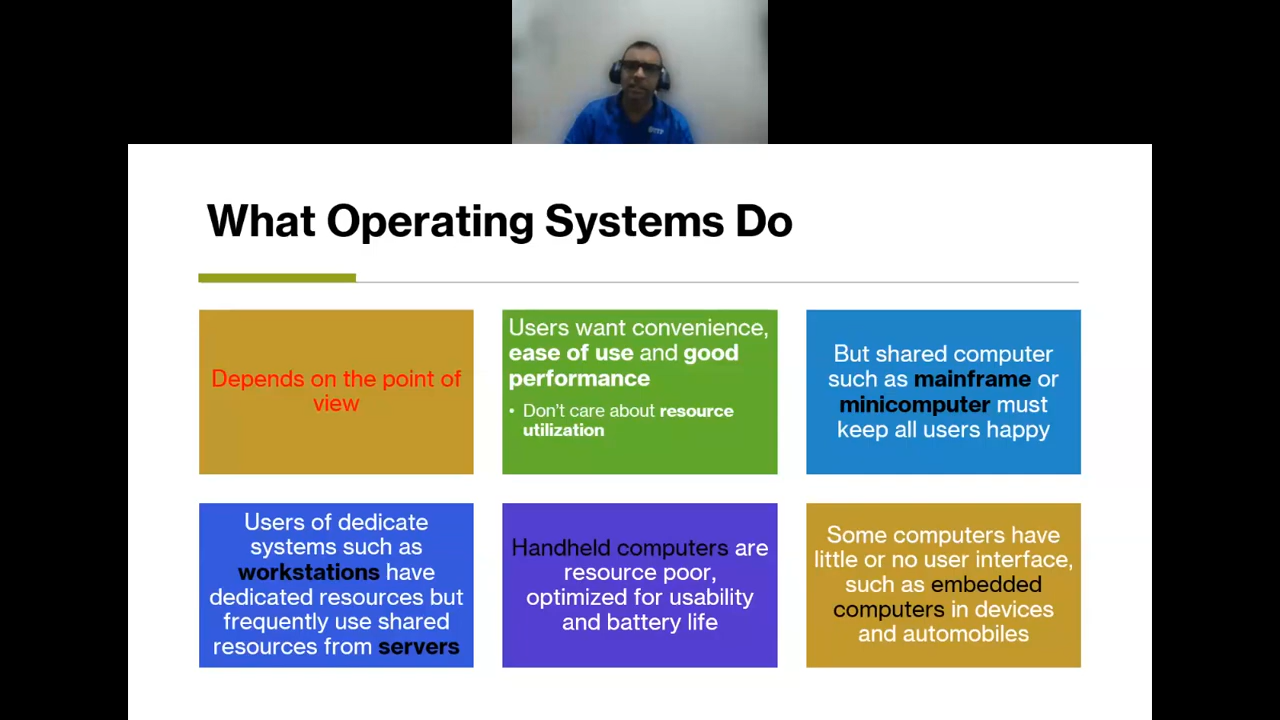 What Operating Systems Do
Depends on the point of
view
Users want convenience,
ease of use and good
performance
• Don't care about resource
utilization
But shared computer
such as mainframe or
minicomputer must
keep all users happy
Users of dedicate
systems such as
workstations have
dedicated resources but
frequently use shared
resources from servers
Handheld computers are
resource poor,
optimized for usability
and battery life
Some computers have
little or no user interface,
such as embedded
computers in devices
and automobiles